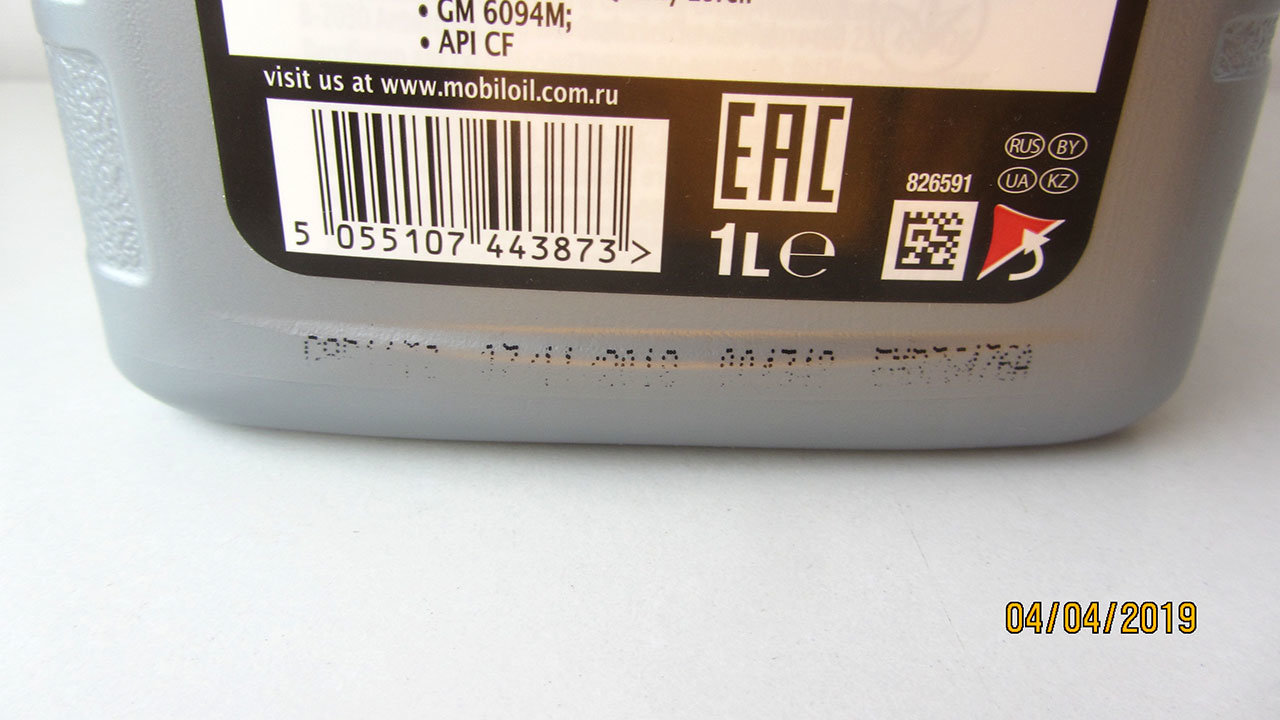 • GM 6094M;
• API CF
visit us at www.mobiloil.com.ru
5 055107 443873 >
EAC
1L e
826591
RUS BY
UA KZ
04/04/2019